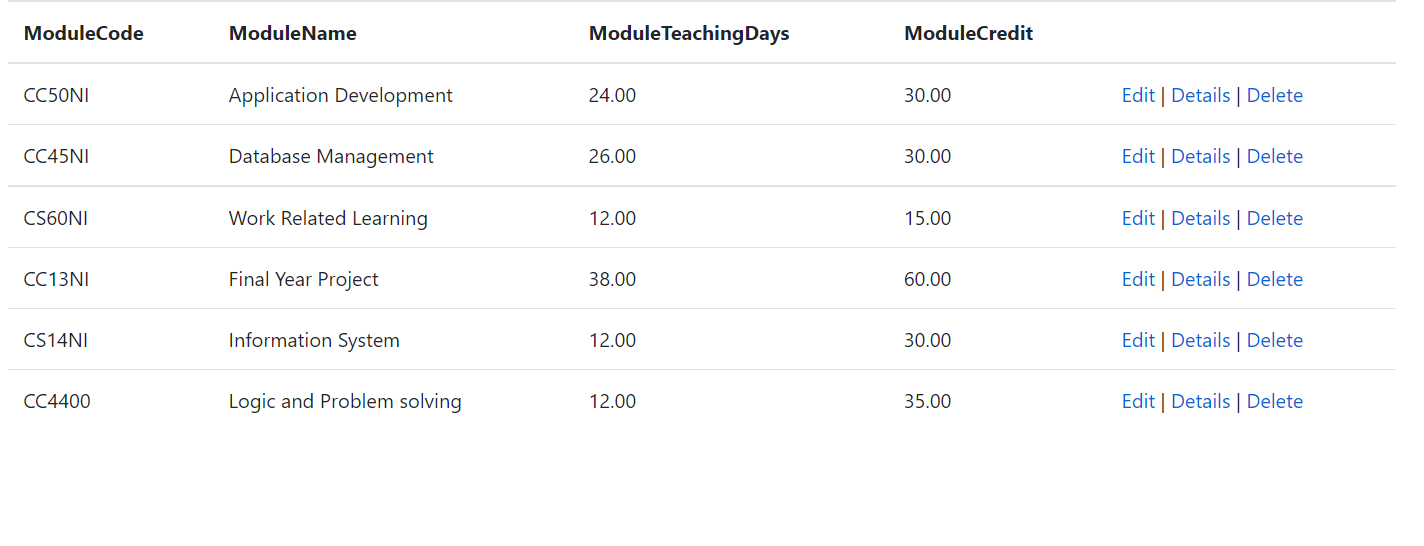 ModuleCode ModuleName ModuleTeachingDays ModuleCredit
CC50NI Application Development 24.00 30.00 Edit | Details | Delete
CC45NI Database Management 26.00 30.00 Edit | Details | Delete
CS60NI Work Related Learning 12.00 15.00 Edit | Details | Delete
CC13NI Final Year Project 38.00 60.00 Edit | Details | Delete
CS14NI Information System 12.00 30.00 Edit | Details | Delete
CC4400 Logic and Problem solving 12.00 35.00 Edit | Details | Delete